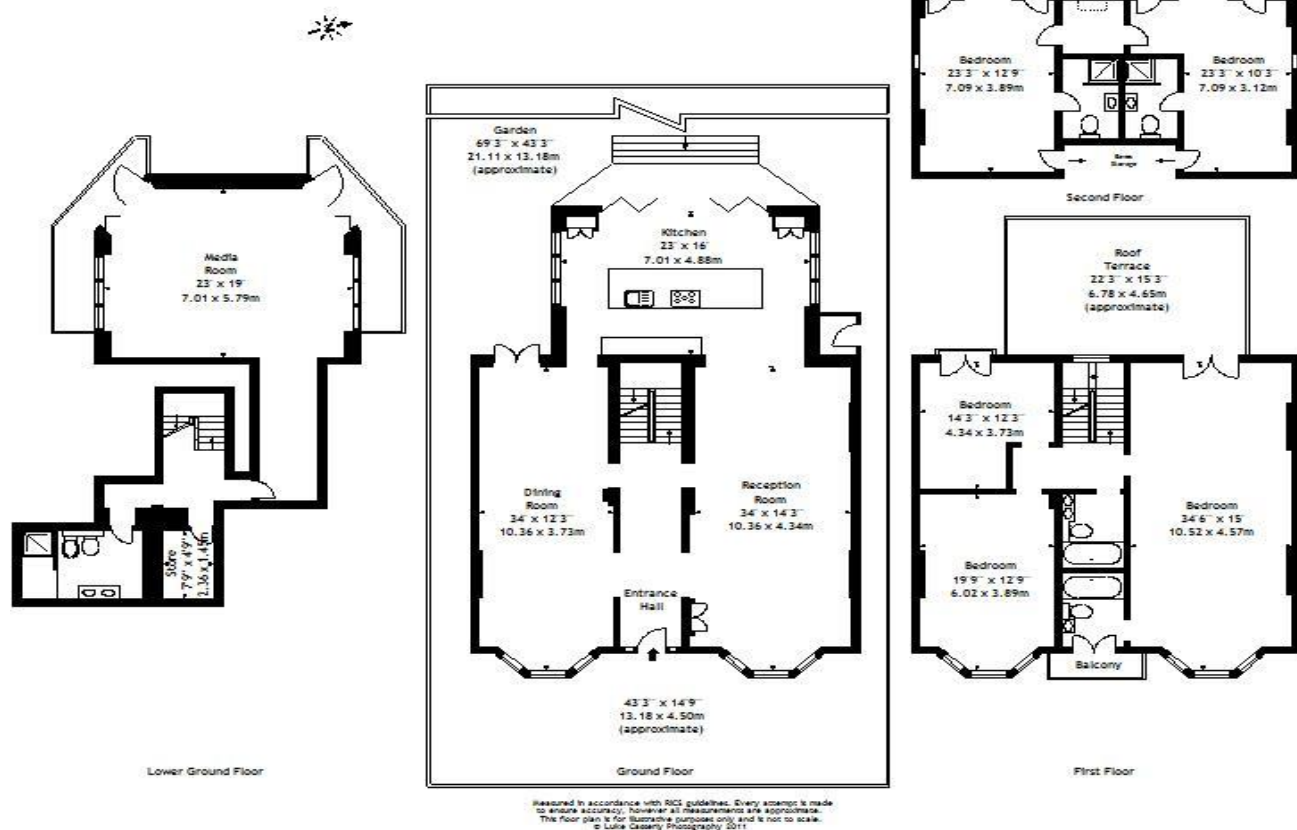 Bedroom
23'3" x 12'9"
7.09 x 3.89m
Bedroom
23'3" x 10'3"
7.09 x 3.12m
Eaves
Storage
Second Floor
Garden
69'3" x 43'3"
21.11 x 13.18m
(approximate)
Media
Room
23' x 19'
7.01 x 5.79m
Store
7'9" x 4'9"
2.36 x 1.45m
Lower Ground Floor
Kitchen
23' x 16'
7.01 x 4.88m
Dining
Room
34' x 12'3"
10.36 x 3.73m
Reception
Room
34' x 14'3"
10.36 x 4.34m
Entrance
Hall
43'3" x 14'9"
13.18 x 4.50m
(approximate)
Ground Floor
Roof
Terrace
22'3" x 15'3"
6.78 x 4.65m
(approximate)
Bedroom
14'3" x 12'3"
4.34 x 3.73m
Bedroom
34'6" x 15'
10.52 x 4.57m
Bedroom
19'9" x 12'9"
6.02 x 3.89m
Balcony
First Floor
Measured in accordance with RICS guidelines. Every attempt is made
to ensure accuracy, however all measurements are approximate.
This floor plan is for illustrative purposes only and is not to scale.
© Luke Casserly Photography 2011